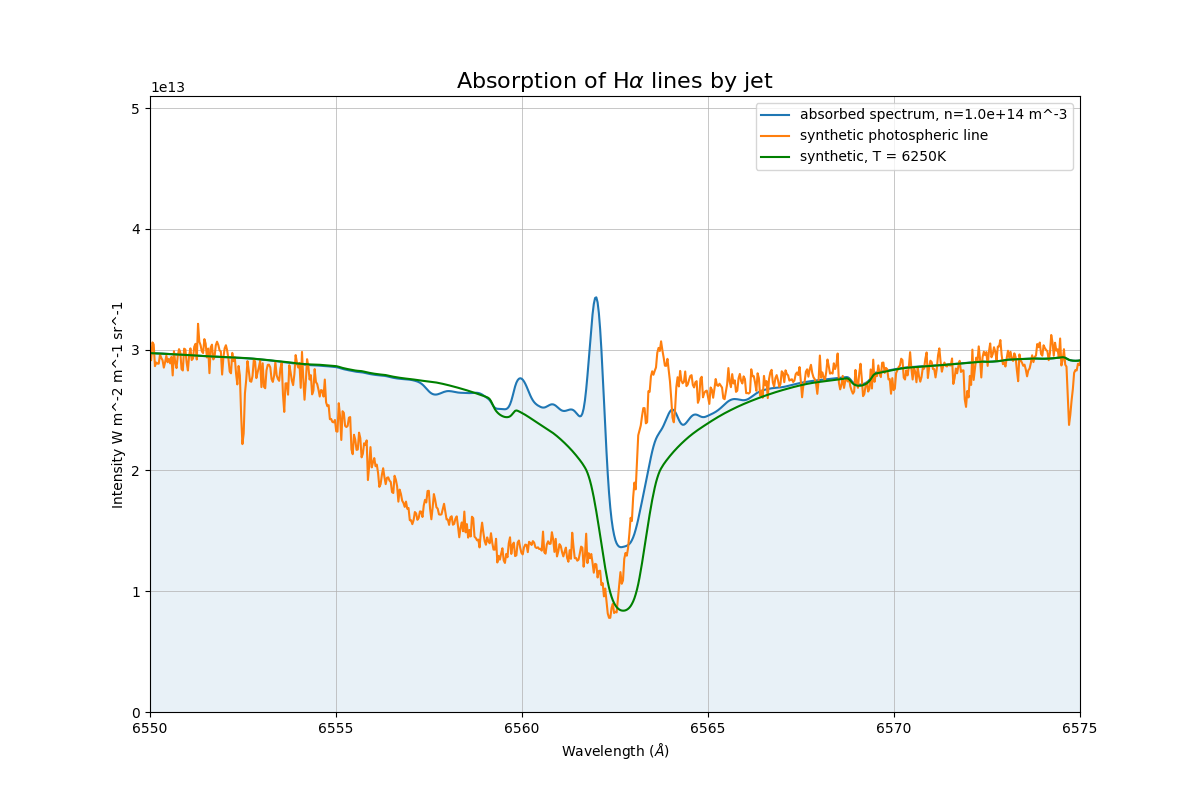 Absorption of Hα lines by jet
1e13
absorbed spectrum, n=1.0e+14 m^-3
synthetic photospheric line
synthetic, T = 6250K
5
4
3
2
1
0
Intensity W m^-2 m^-1 sr^-1
6550 6555 6560 6565 6570 6575
Wavelength (Å)